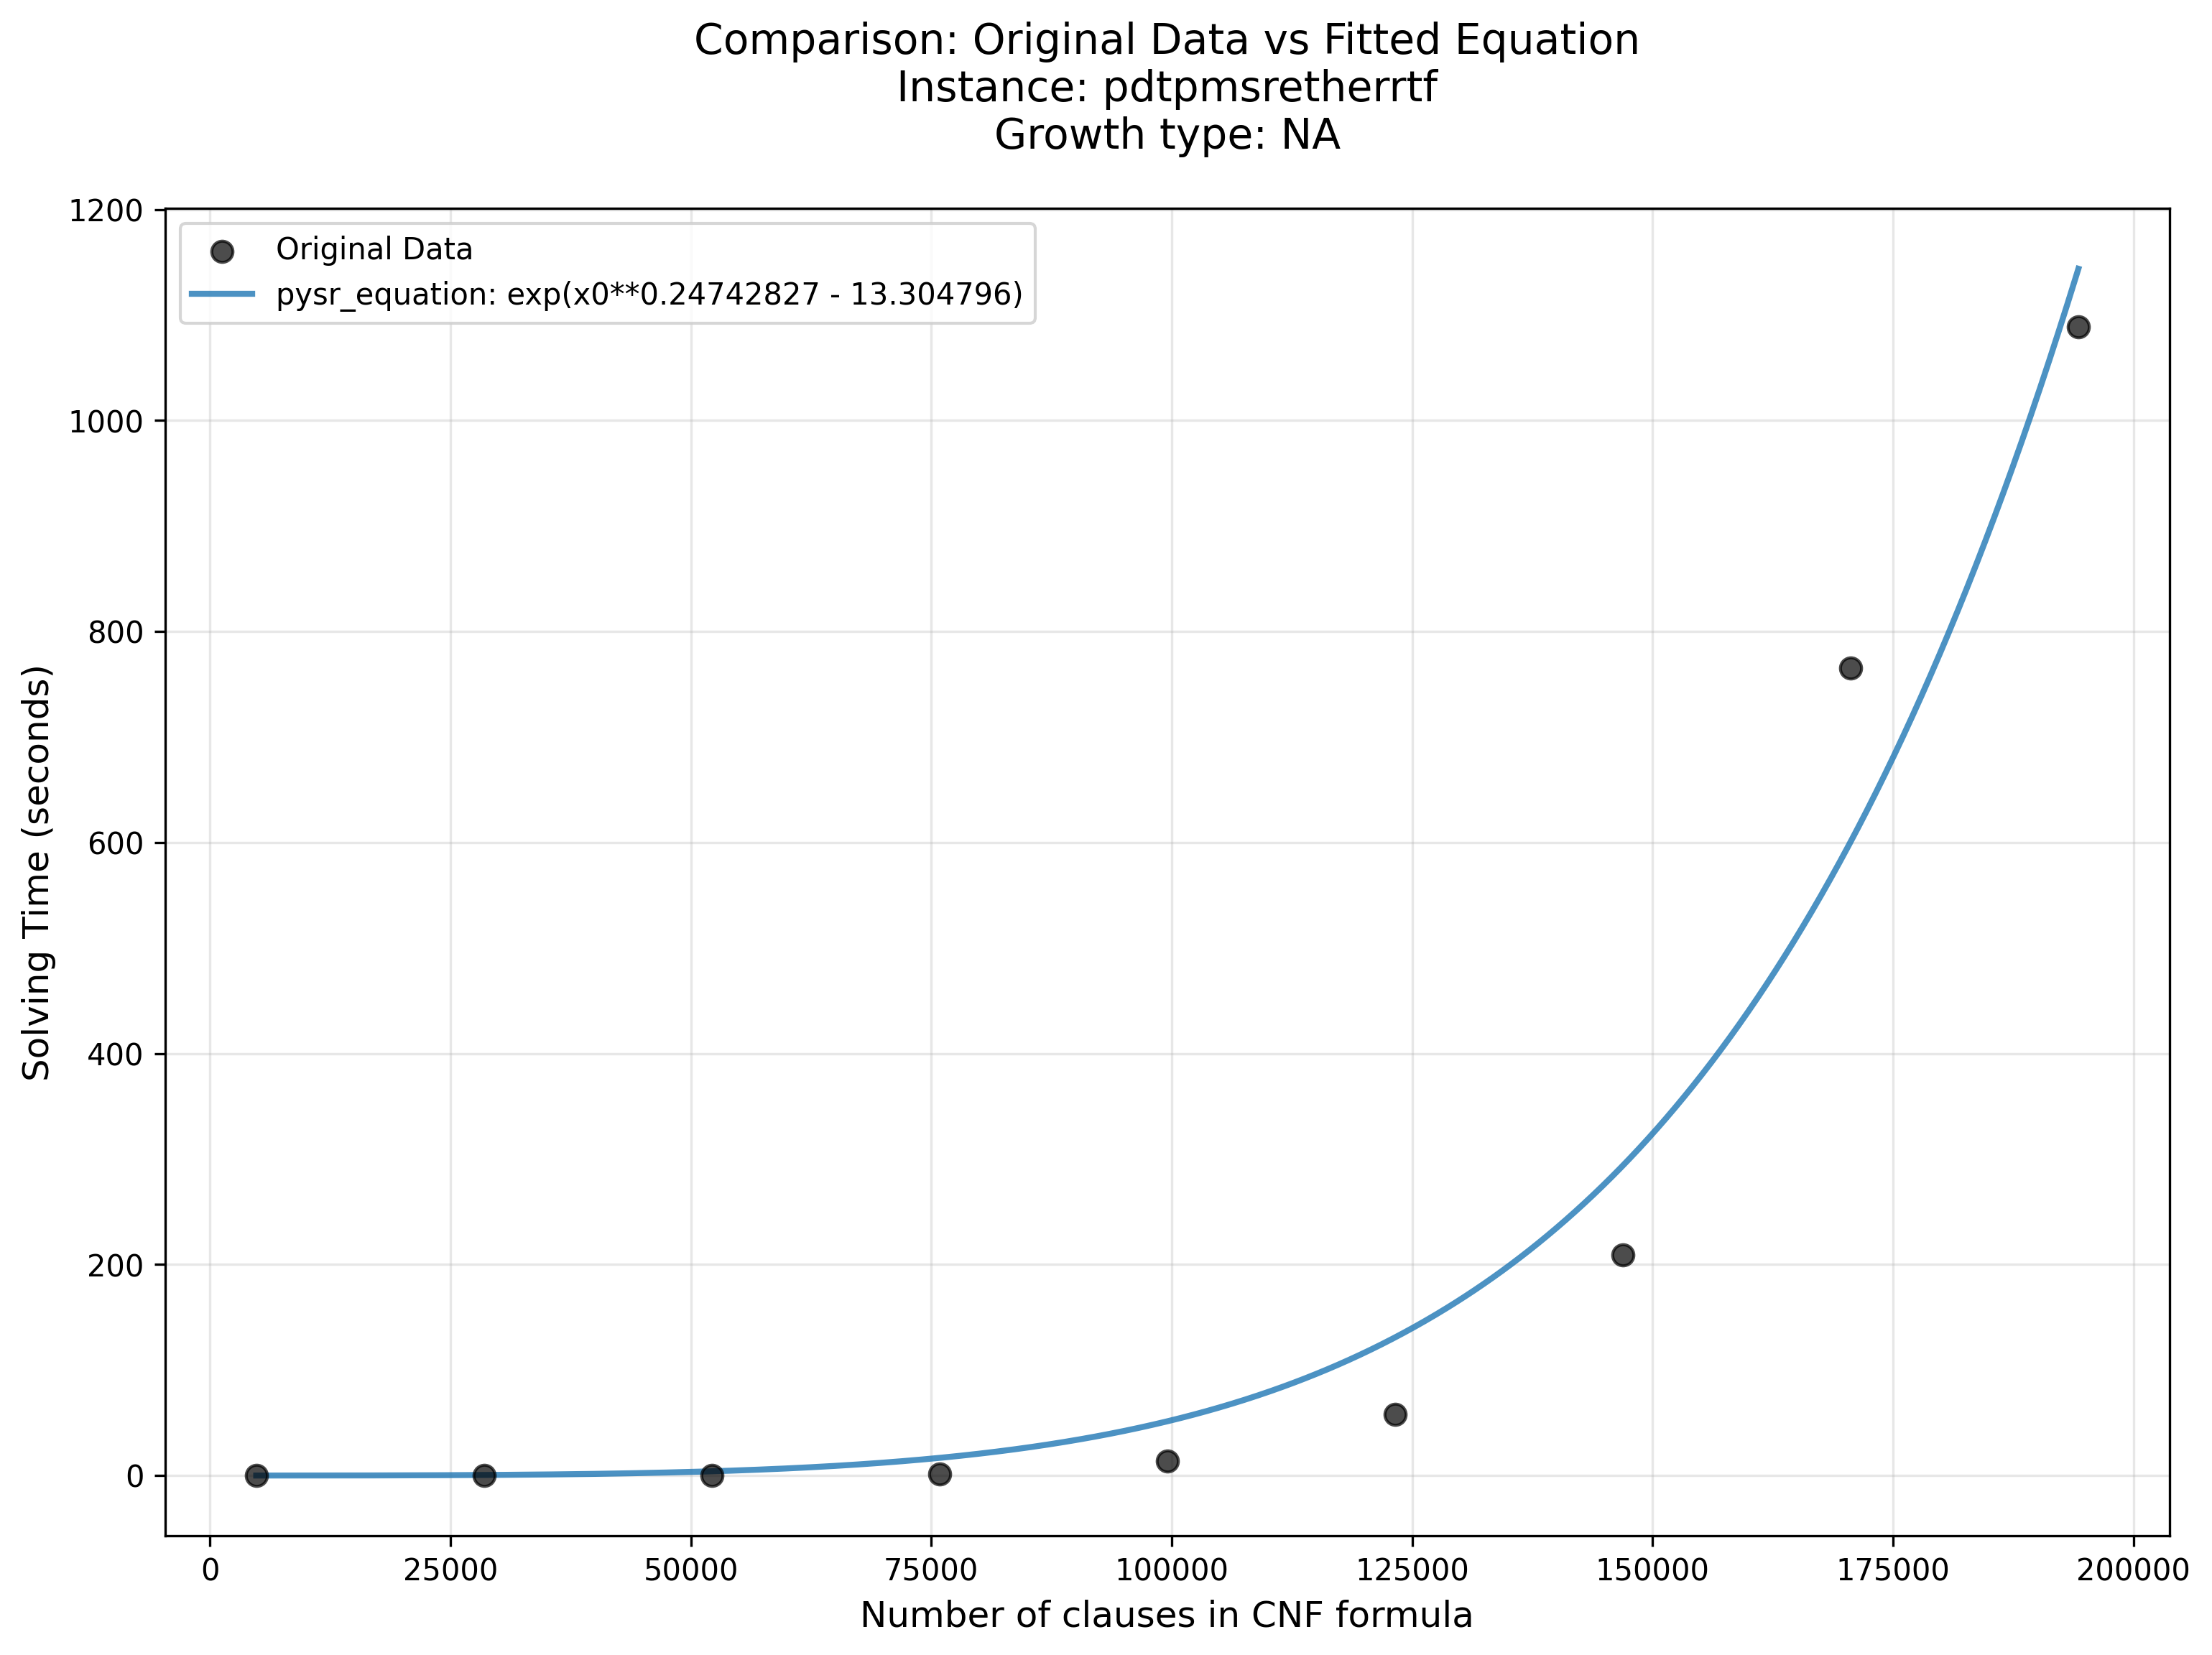 Comparison: Original Data vs Fitted Equation
Instance: pdtpmsretherrtf
Growth type: NA
Original Data
pysr_equation: exp(x0**0.24742827 - 13.304796)
Solving Time (seconds)
1200
1000
800
600
400
200
0
0 25000 50000 75000 100000 125000 150000 175000 200000
Number of clauses in CNF formula